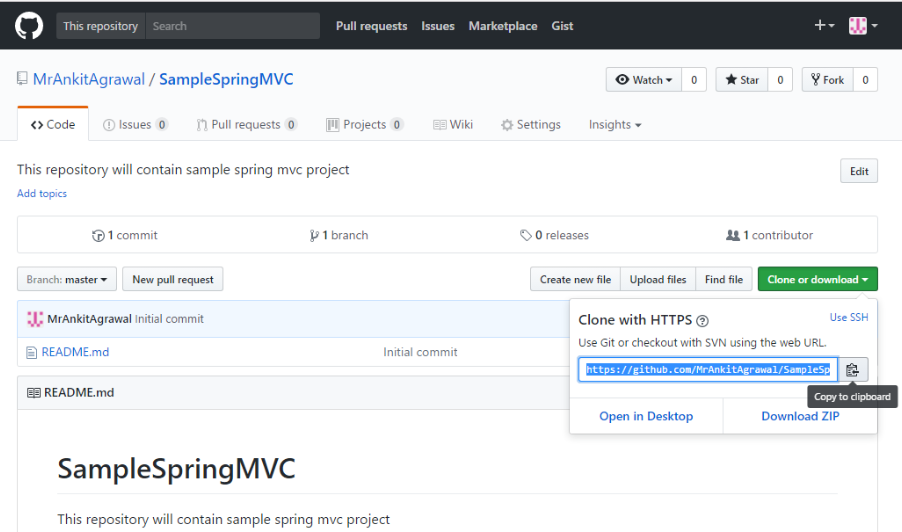 This repository Search Pull requests Issues Marketplace Gist
MrAnkitAgrawal / SampleSpringMVC Watch 0 Star 0 Fork 0
Code Issues 0 Pull requests 0 Projects 0 Wiki Settings Insights
This repository will contain sample spring mvc project Edit
Add topics
1 commit 1 branch 0 releases 1 contributor
Branch: master New pull request Create new file Upload files Find file Clone or download
MrAnkitAgrawal Initial commit
README.md Initial commit
Clone with HTTPS Use SSH
Use Git or checkout with SVN using the web URL.
https://github.com/MrAnkitAgrawal/SampleSp
Copy to clipboard
Open in Desktop Download ZIP
README.md
SampleSpringMVC
This repository will contain sample spring mvc project